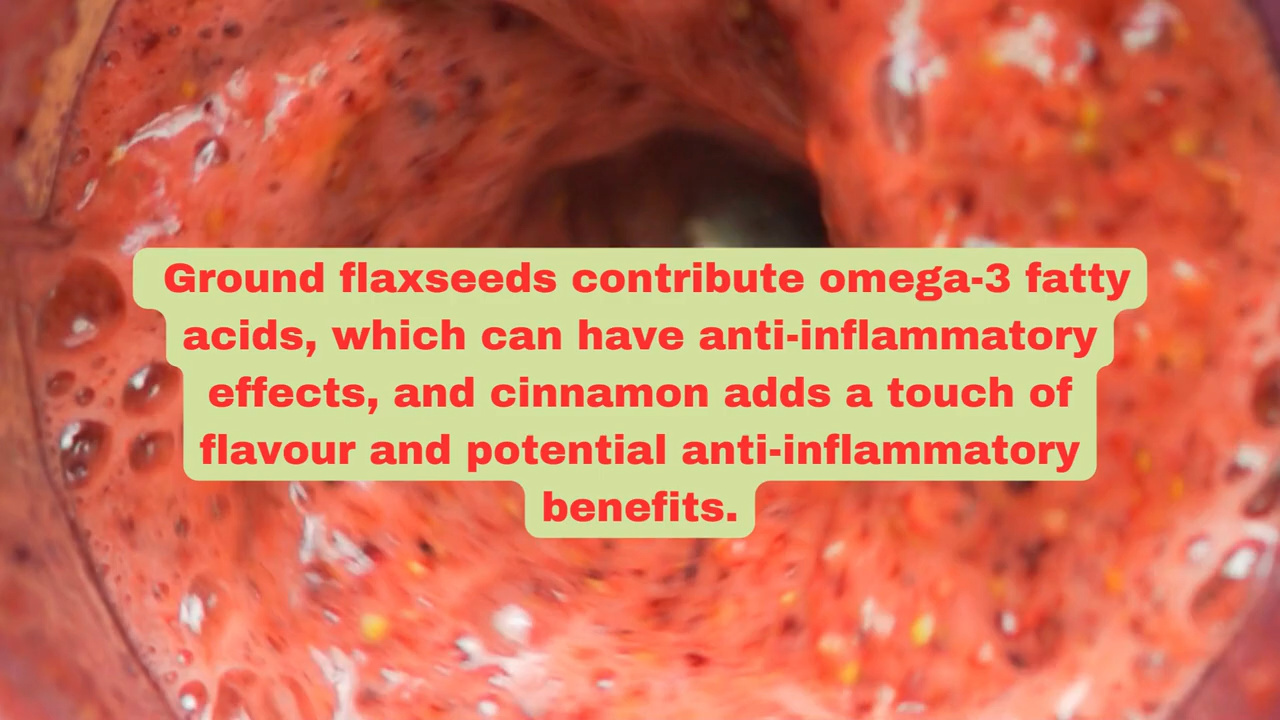 Ground flaxseeds contribute omega-3 fatty
acids, which can have anti-inflammatory
effects, and cinnamon adds a touch of
flavour and potential anti-inflammatory
benefits.